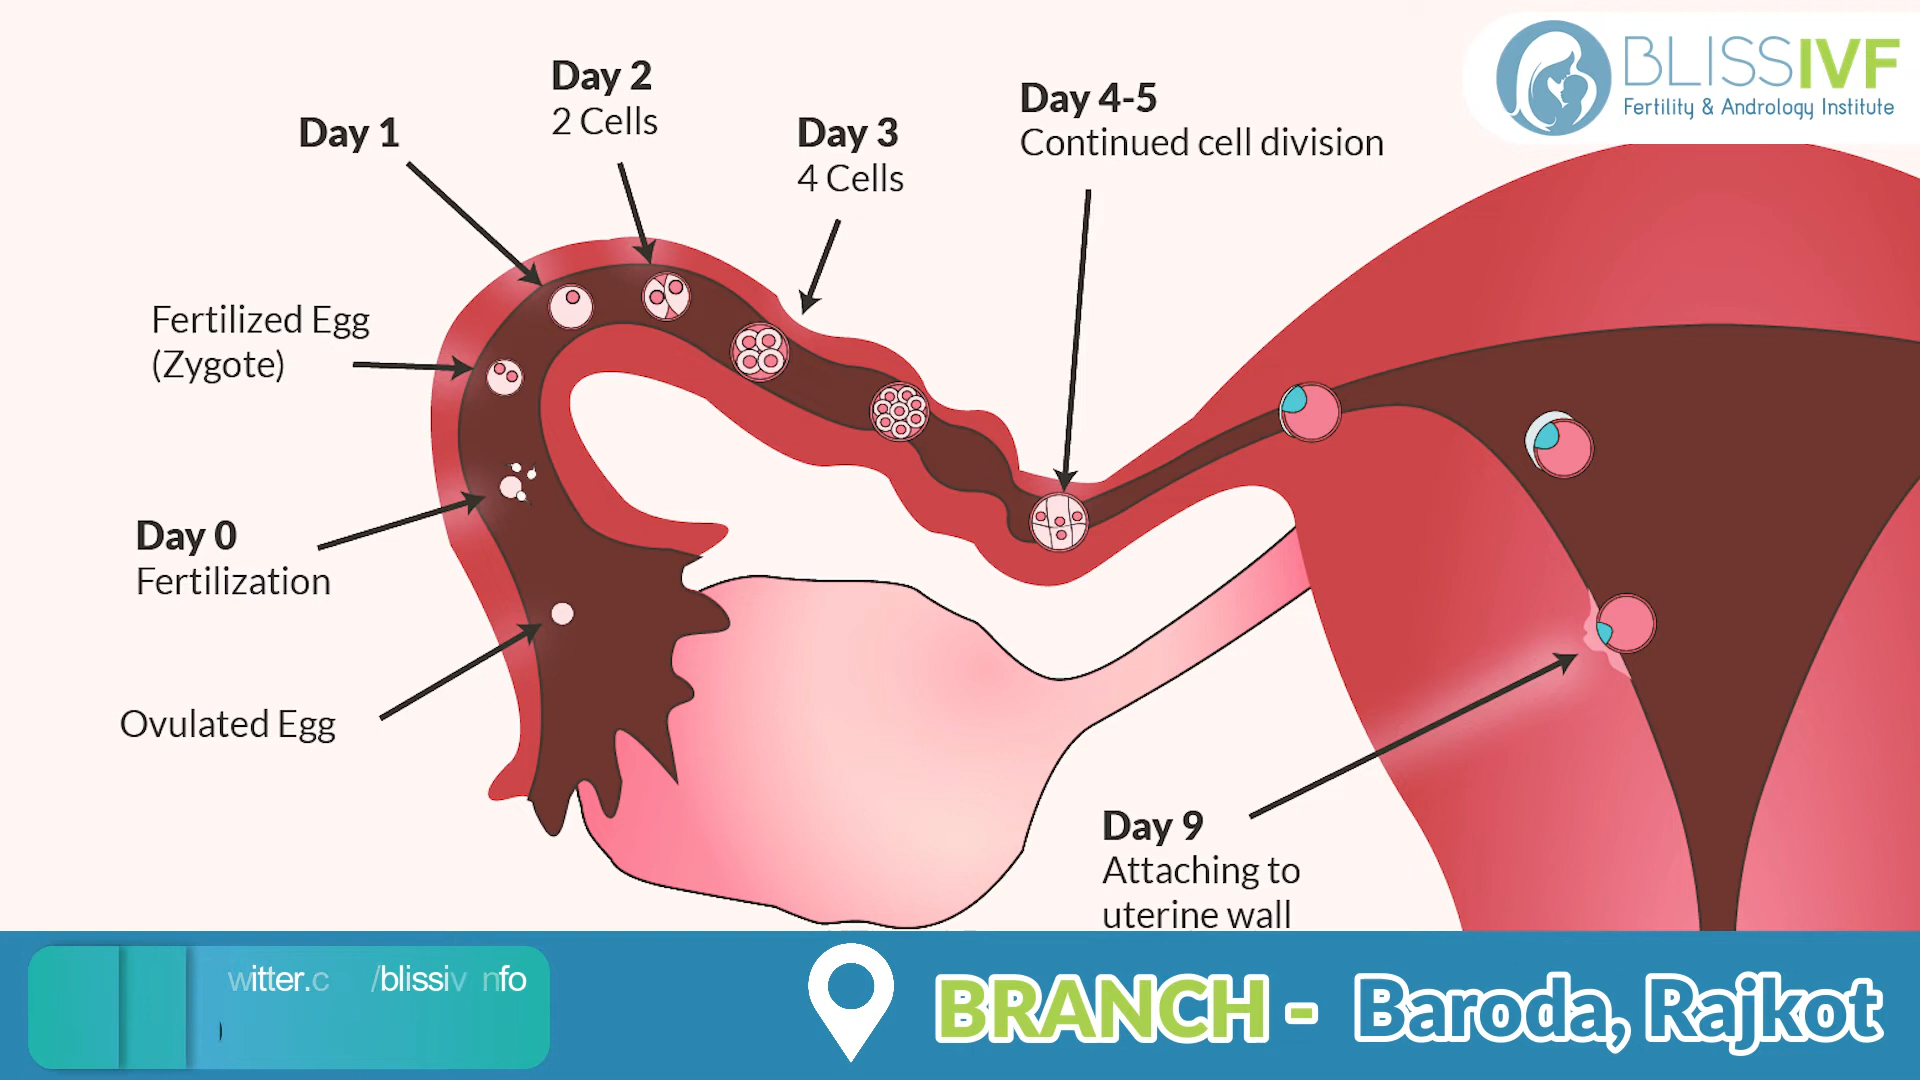 BLISSIVF
Fertility & Andrology Institute
Day 1
Day 2
2 Cells
Day 3
4 Cells
Day 4-5
Continued cell division
Fertilized Egg
(Zygote)
Day 0
Fertilization
Ovulated Egg
Day 9
Attaching to
uterine wall
BRANCH - Baroda, Rajkot